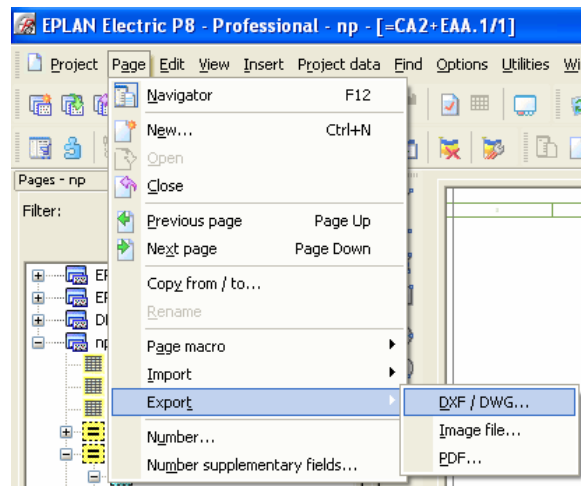 EPLAN Electric P8 - Professional - np - [=CA2+EAA.1/1]
Project Page Edit View Insert Project data Find Options Utilities
Navigator F12
New... Ctrl+N
Open
Close
Pages - np
Filter:
Previous page Page Up
Next page Page Down
Copy from / to...
Rename
Page macro
Import
Export
DXF / DWG...
Image file...
PDF...
Number...
Number supplementary fields...
np